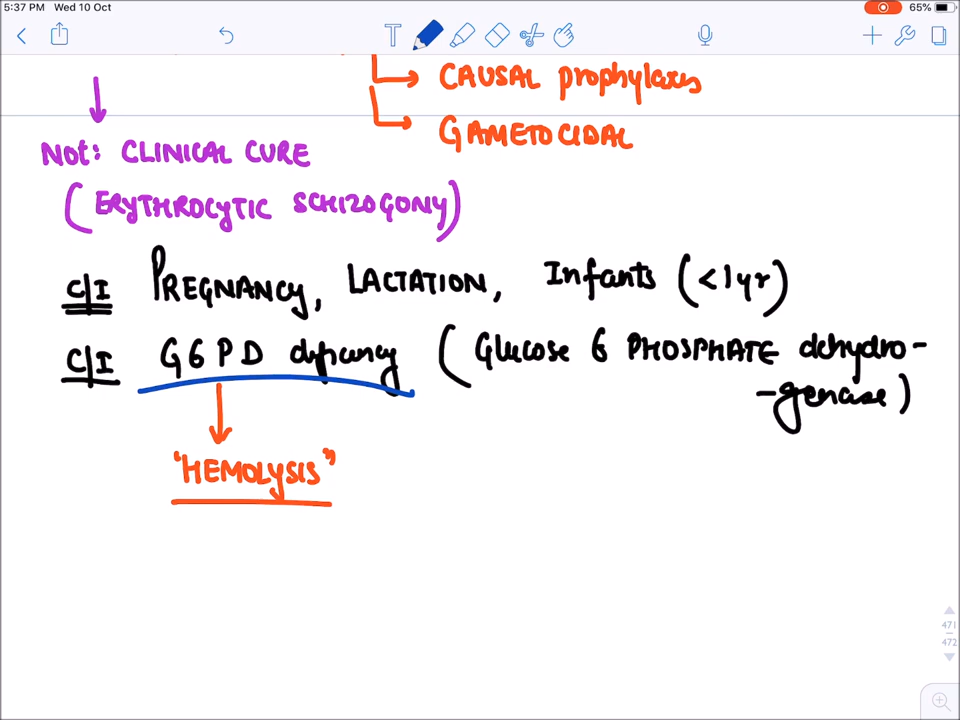 5:37 PM Wed 10 Oct
65%
T
CAUSAL prophylaxes
GAMETOCIDAL
Not: CLINICAL CURE
(ERYTHROCYTIC SCHIZOGONY)
C/I PREGNANCY, LACTATION, Infants (<1yr)
C/I G6PD deficiency (Glucose 6 PHOSPHATE dehydro-
-genase)
"HEMOLYSIS"
471
472